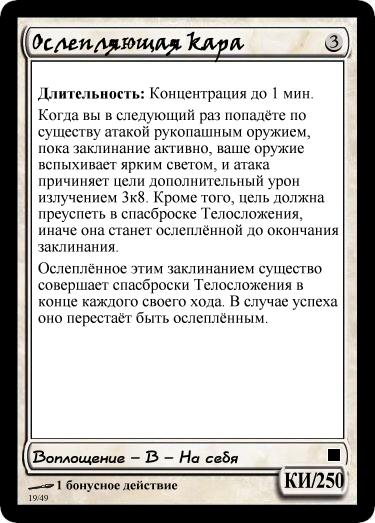 Ослепляющая кара 3
Длительность: Концентрация до 1 мин.
Когда вы в следующий раз попадёте по
существу атакой рукопашным оружием,
пока заклинание активно, ваше оружие
вспыхивает ярким светом, и атака
причиняет цели дополнительный урон
излучением 3к8. Кроме того, цель должна
преуспеть в спасброске Телосложения,
иначе она станет ослеплённой до окончания
заклинания.
Ослеплённое этим заклинанием существо
совершает спасброски Телосложения в
конце каждого своего хода. В случае успеха
оно перестаёт быть ослеплённым.
Воплощение – В – На себя
1 бонусное действие
КИ/250
19/49